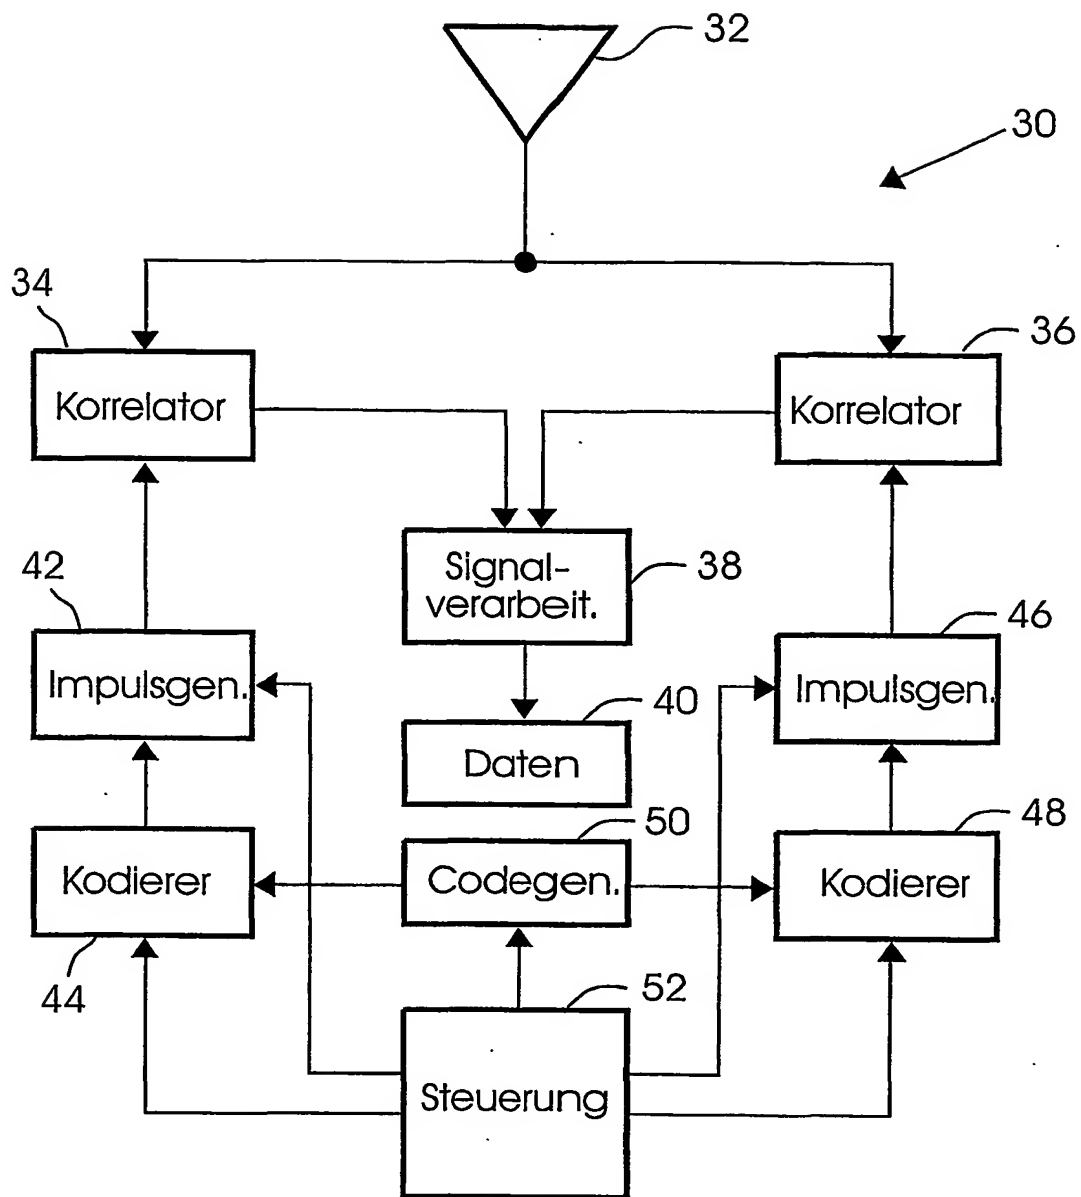 32
30
34
36
Korrelator
Korrelator
Signal-
verarbeit.
38
42
46
Impulsgen.
Impulsgen.
40
Daten
50
48
Kodierer
Codegen.
Kodierer
44
52
Steuerung